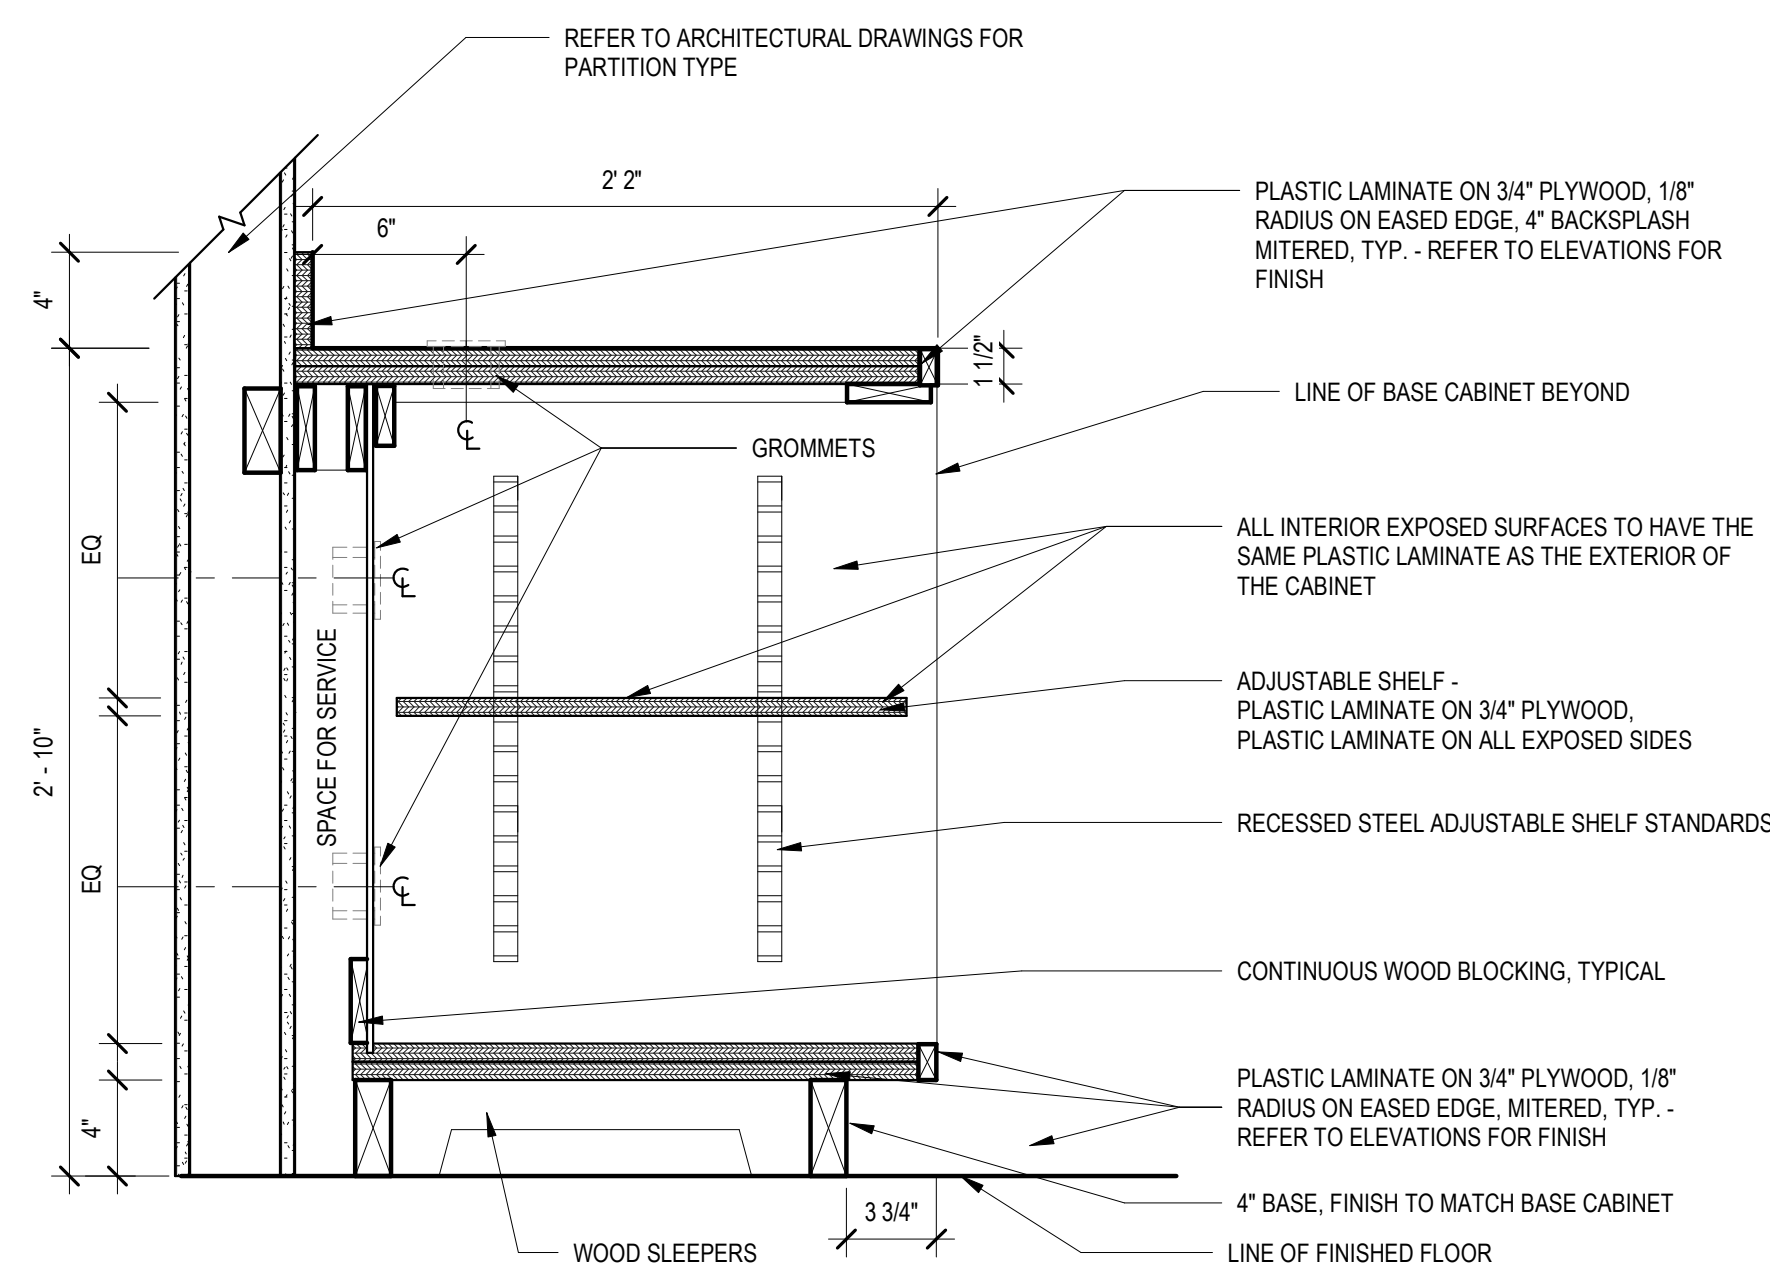 REFER TO ARCHITECTURAL DRAWINGS FOR
PARTITION TYPE
2' 2"
6"
4"
PLASTIC LAMINATE ON 3/4" PLYWOOD, 1/8"
RADIUS ON EASED EDGE, 4" BACKSPLASH
MITERED, TYP. - REFER TO ELEVATIONS FOR
FINISH
1 1/2"
LINE OF BASE CABINET BEYOND
GROMMETS
℄
EQ
ALL INTERIOR EXPOSED SURFACES TO HAVE THE
SAME PLASTIC LAMINATE AS THE EXTERIOR OF
THE CABINET
℄
SPACE FOR SERVICE
ADJUSTABLE SHELF -
PLASTIC LAMINATE ON 3/4" PLYWOOD,
PLASTIC LAMINATE ON ALL EXPOSED SIDES
2' - 10"
RECESSED STEEL ADJUSTABLE SHELF STANDARDS
EQ
℄
CONTINUOUS WOOD BLOCKING, TYPICAL
PLASTIC LAMINATE ON 3/4" PLYWOOD, 1/8"
RADIUS ON EASED EDGE, MITERED, TYP. -
REFER TO ELEVATIONS FOR FINISH
4"
4" BASE, FINISH TO MATCH BASE CABINET
3 3/4"
WOOD SLEEPERS
LINE OF FINISHED FLOOR